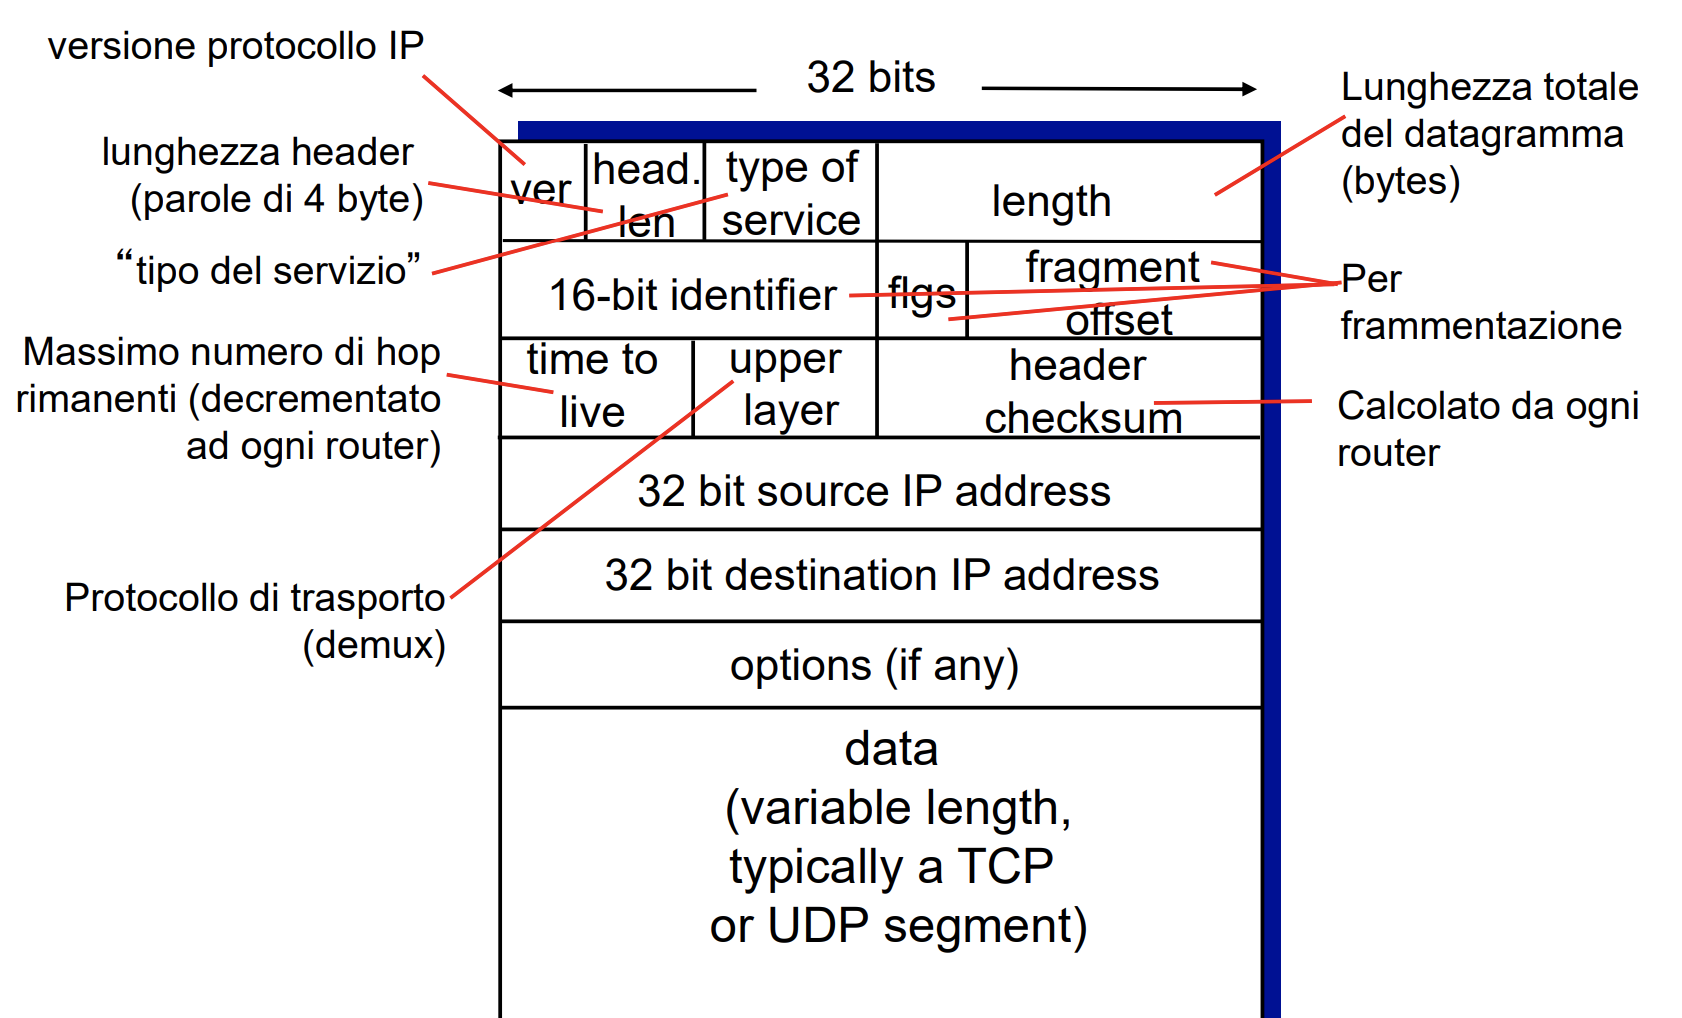 versione protocollo IP
32 bits
Lunghezza totale
del datagramma
(bytes)
lunghezza header
(parole di 4 byte)
“tipo del servizio”
ver
head.
len
type of
service
length
16-bit identifier
flgs
fragment
offset
Per
frammentazione
Massimo numero di hop
rimanenti (decrementato
ad ogni router)
time to
live
upper
layer
header
checksum
Calcolato da ogni
router
32 bit source IP address
32 bit destination IP address
Protocollo di trasporto
(demux)
options (if any)
data
(variable length,
typically a TCP
or UDP segment)